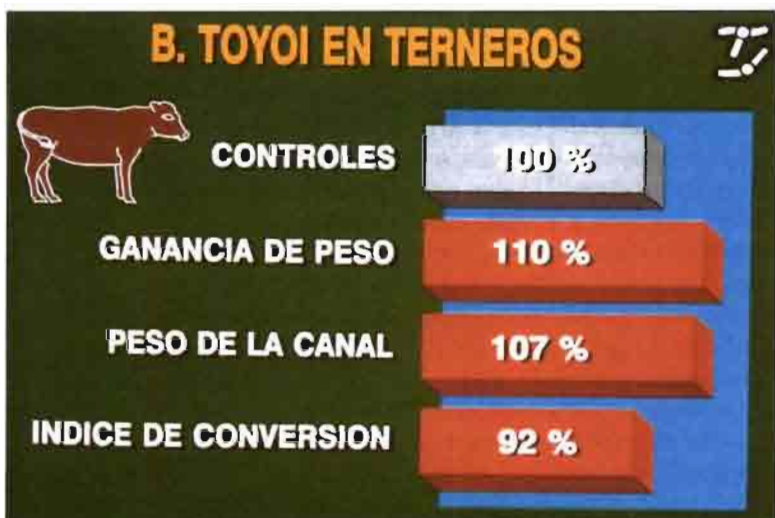 B. TOYOI EN TERNEROS
CONTROLES 100 %
GANANCIA DE PESO 110 %
PESO DE LA CANAL 107 %
INDICE DE CONVERSION 92 %